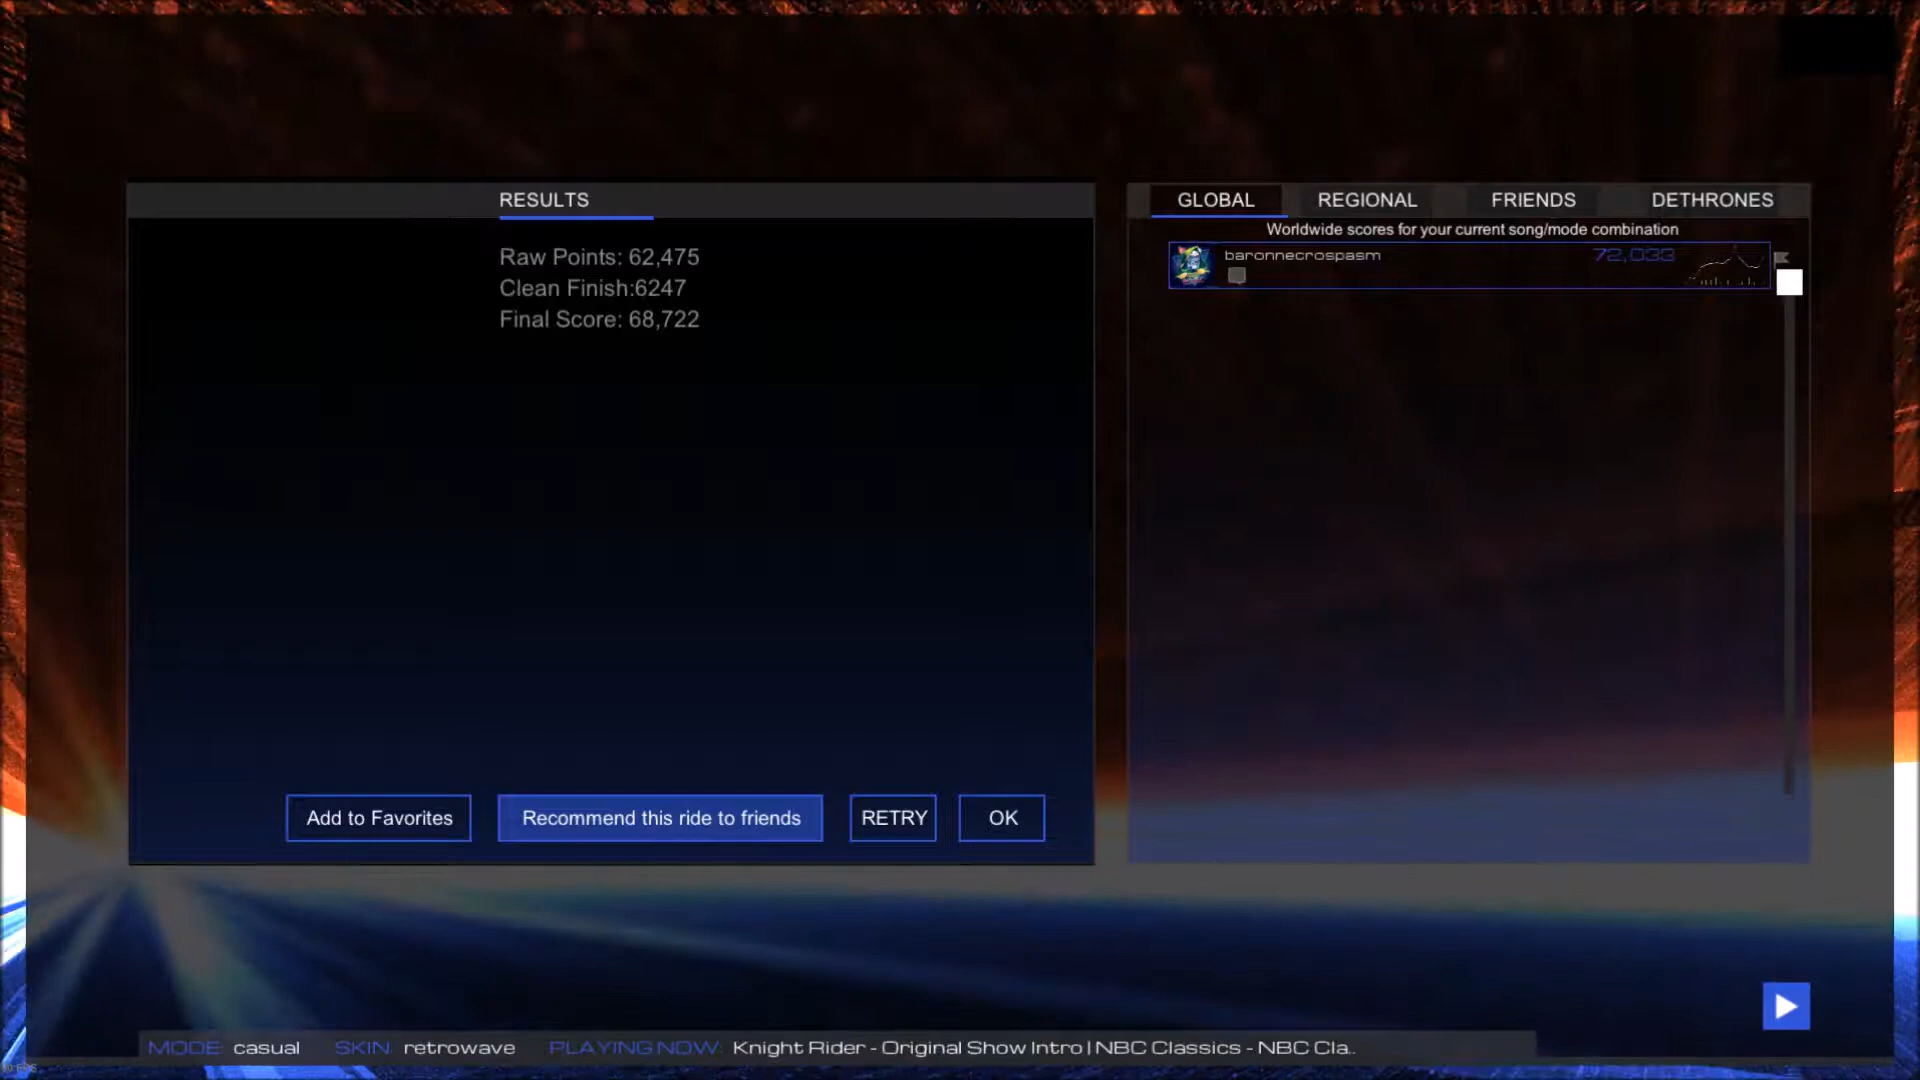 RESULTS
Raw Points: 62,475
Clean Finish:6247
Final Score: 68,722
Add to Favorites
Recommend this ride to friends
RETRY
OK
GLOBAL REGIONAL FRIENDS DETHRONES
Worldwide scores for your current song/mode combination
baronnecrospasm 72,033
MODE: casual SKIN: retrowave PLAYING NOW: Knight Rider - Original Show Intro | NBC Classics - NBC Cla..